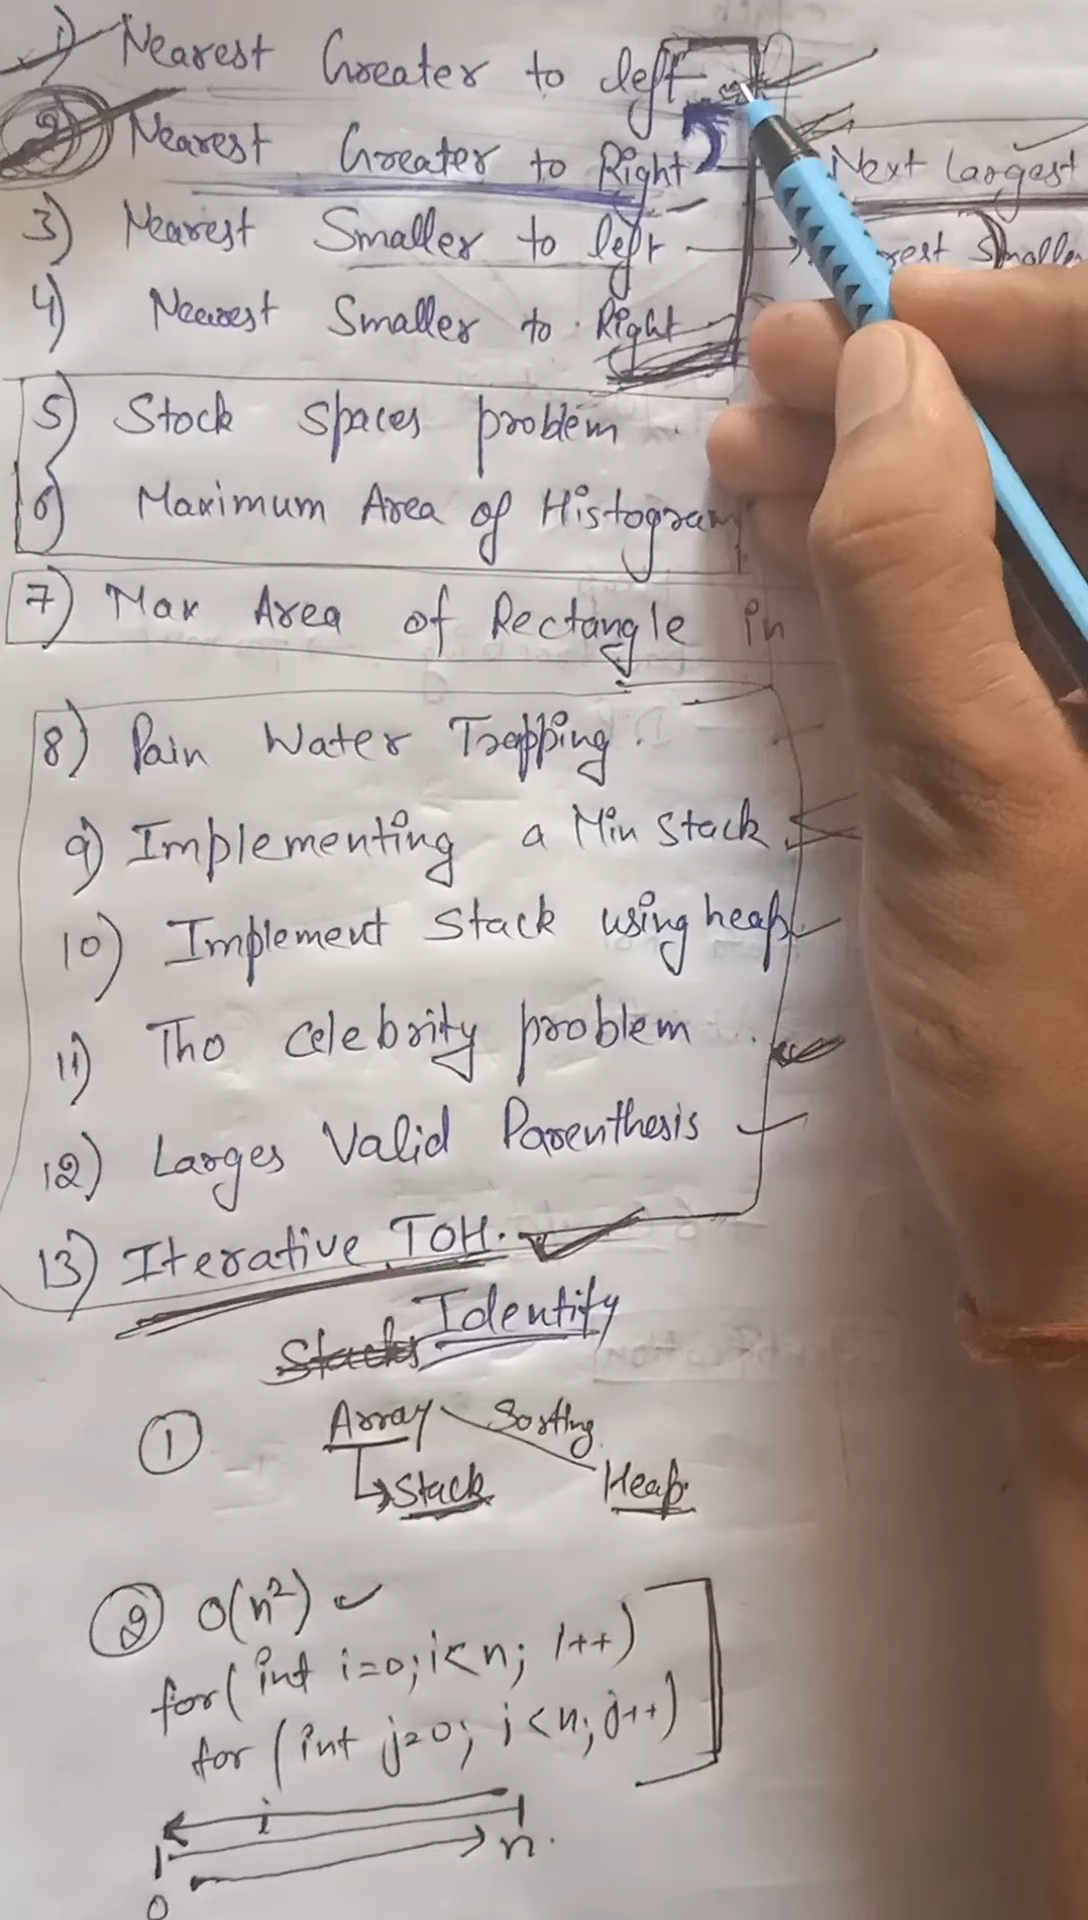 1) Nearest Greater to left
2) Nearest Greater to Right Next Largest
3) Nearest Smaller to left
4) Nearest Smaller to Right
5) Stock Spaces problem
6) Maximum Area of Histogram
7) Max Area of Rectangle in
8) Rain Water Trapping.
9) Implementing a Min Stack
10) Implement Stack using heap
11) The Celebrity problem
12) Larges Valid Parenthesis
13) Iterative TOH.
Stacks Identify
1 Array Sorting
Stack Heap
2 O(n²)
for(int i=0; i<n; i++)
for (int j=0; j<n; j++)
i
n.
0